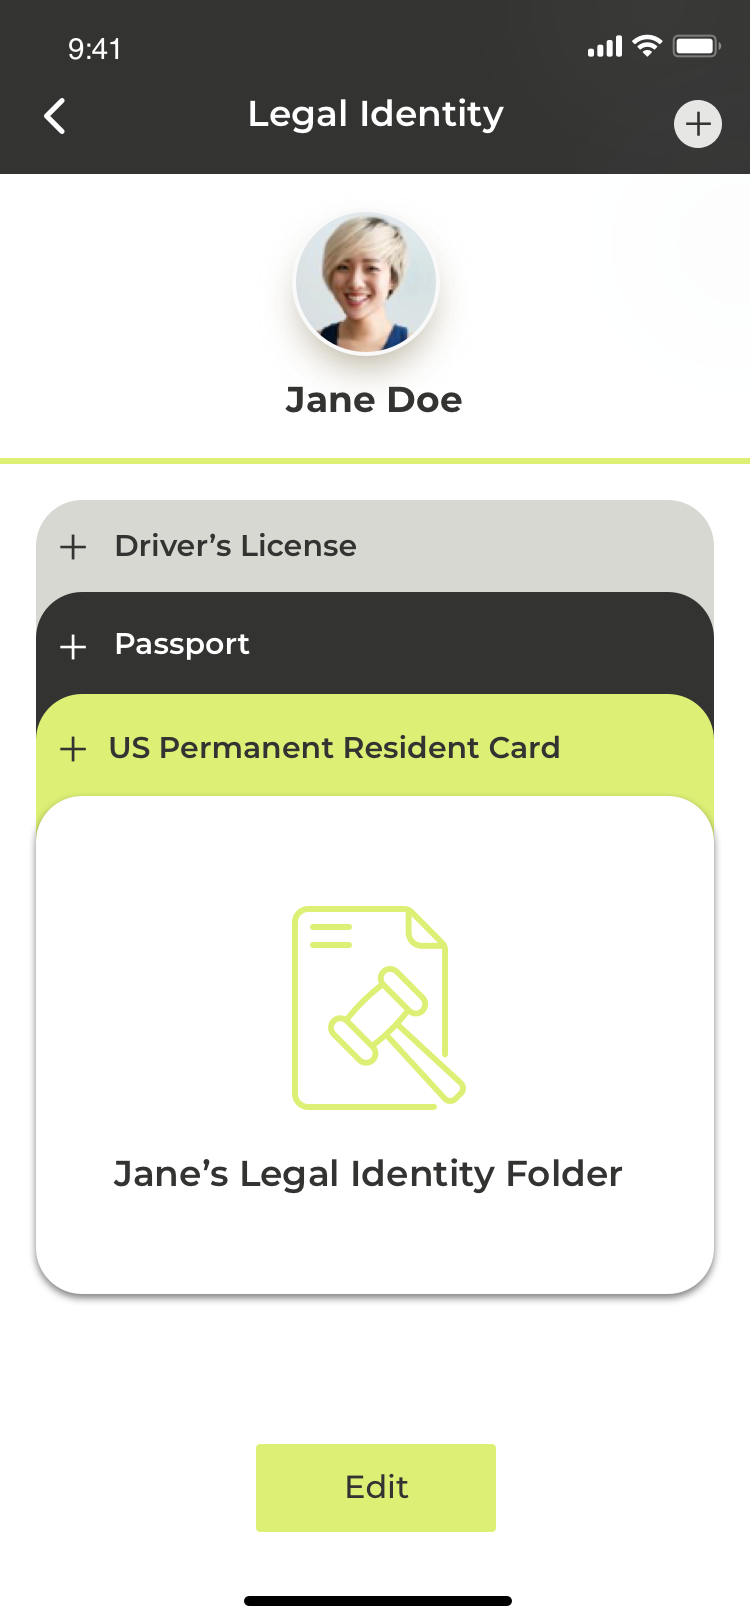 9:41
Legal Identity
Jane Doe
Driver’s License
Passport
US Permanent Resident Card
Jane’s Legal Identity Folder
Edit